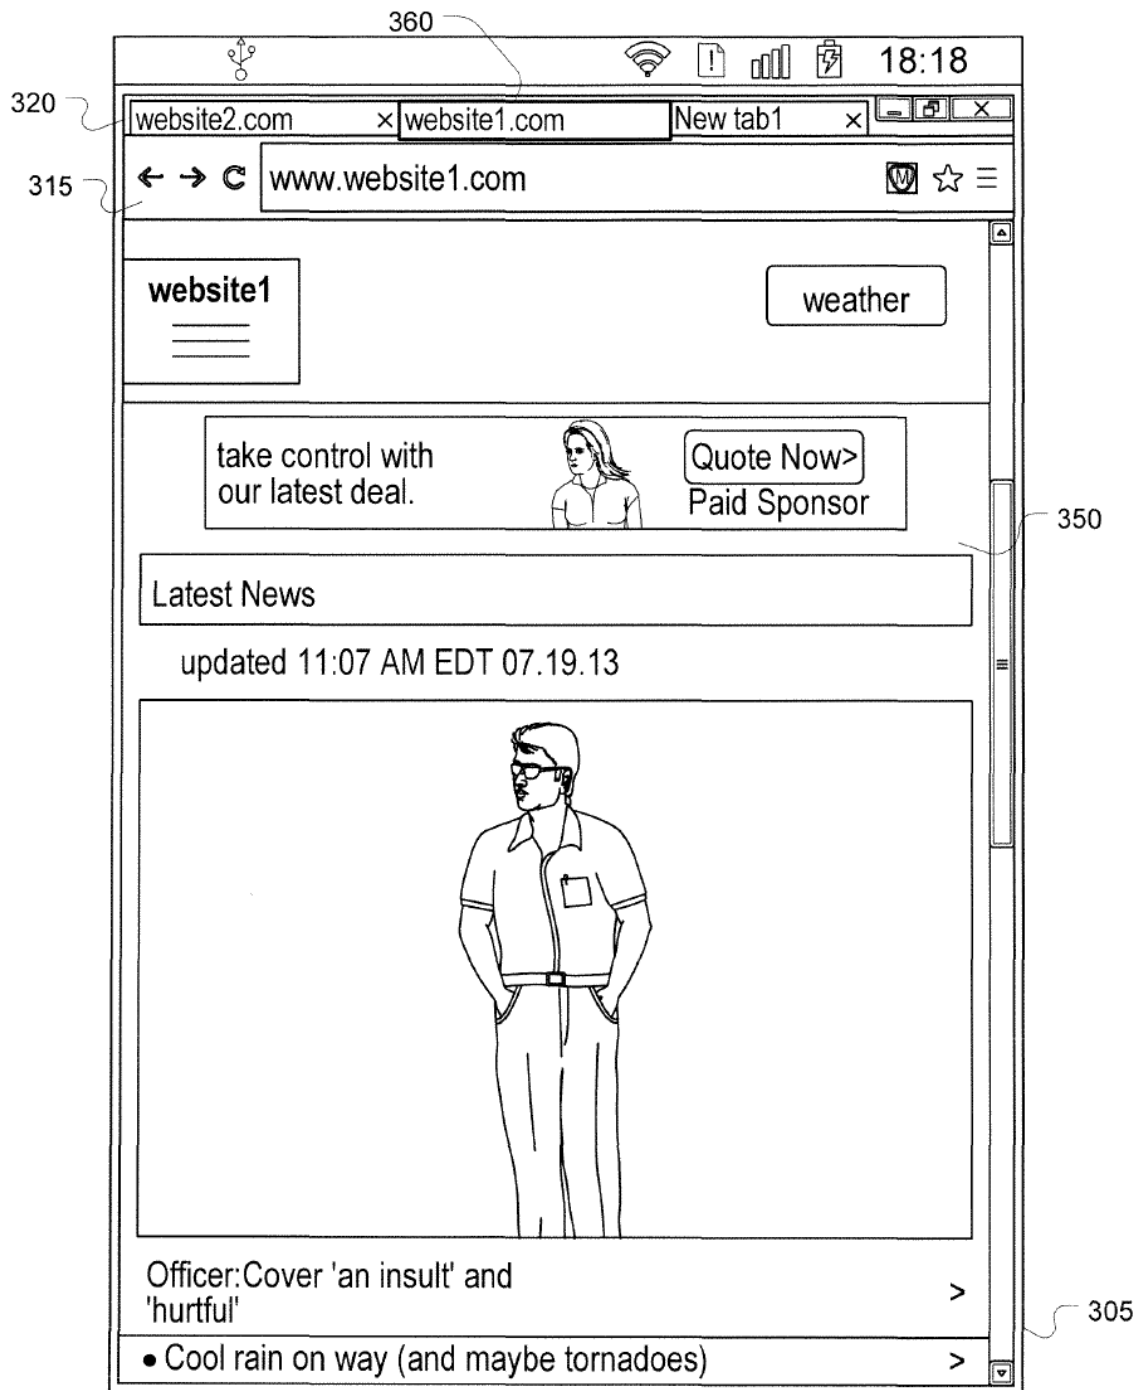 360
18:18
320
website2.com × website1.com New tab1 ×
315
www.website1.com M
website1
weather
take control with
our latest deal.
Quote Now>
Paid Sponsor
350
Latest News
updated 11:07 AM EDT 07.19.13
Officer:Cover 'an insult' and
'hurtful' >
305
• Cool rain on way (and maybe tornadoes) >